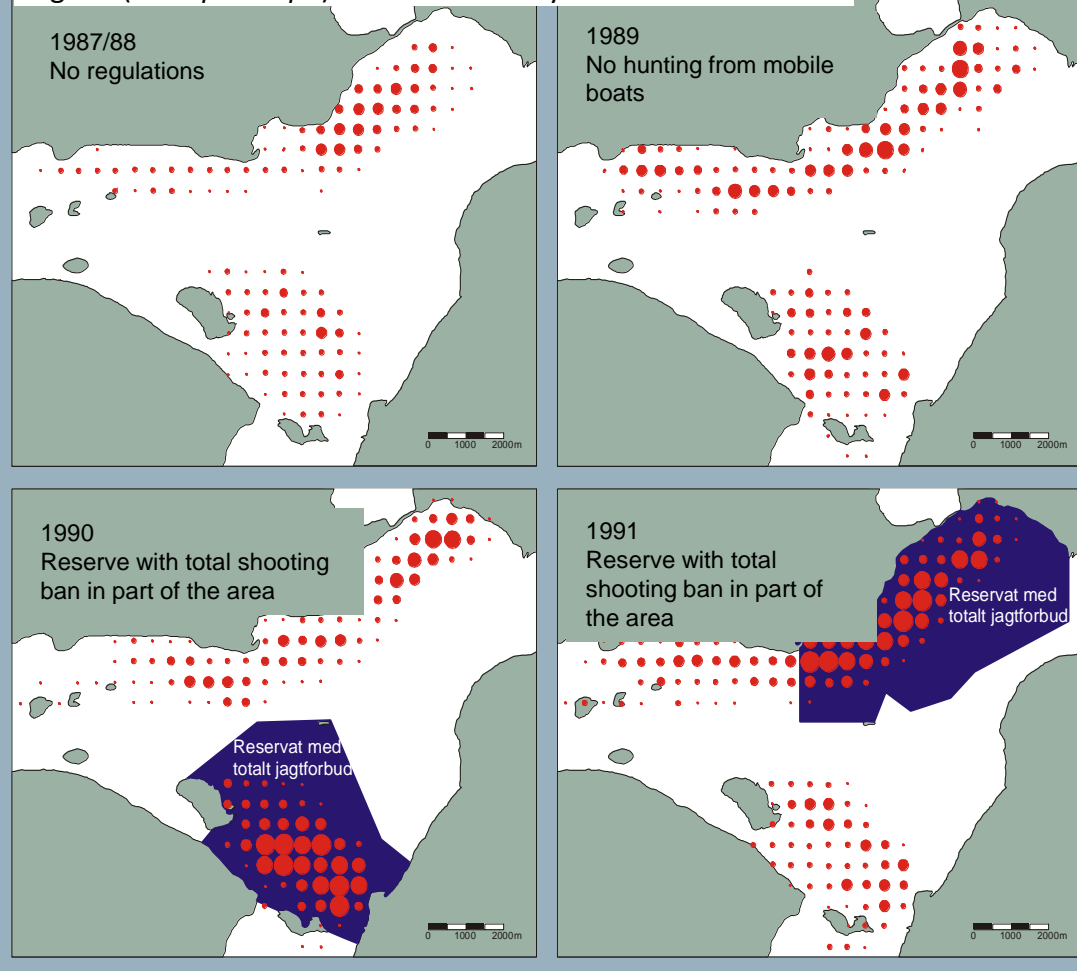 1987/88
No regulations
1989
No hunting from mobile
boats
0 1000 2000m
0 1000 2000m
1990
Reserve with total shooting
ban in part of the area
1991
Reserve with total
shooting ban in part of
the area
Reservat med
totalt jagtforbud
Reservat med
totalt jagtforbud
0 1000 2000m
0 1000 2000m